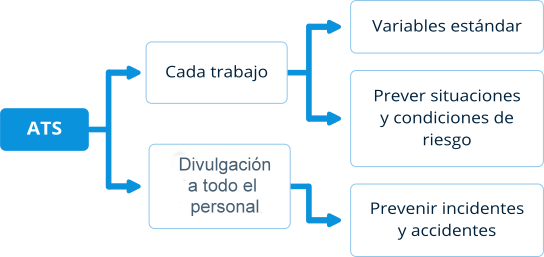 ATS
Cada trabajo
Variables estándar
Prever situaciones
y condiciones de
riesgo
Divulgación
a todo el
personal
Prevenir incidentes
y accidentes